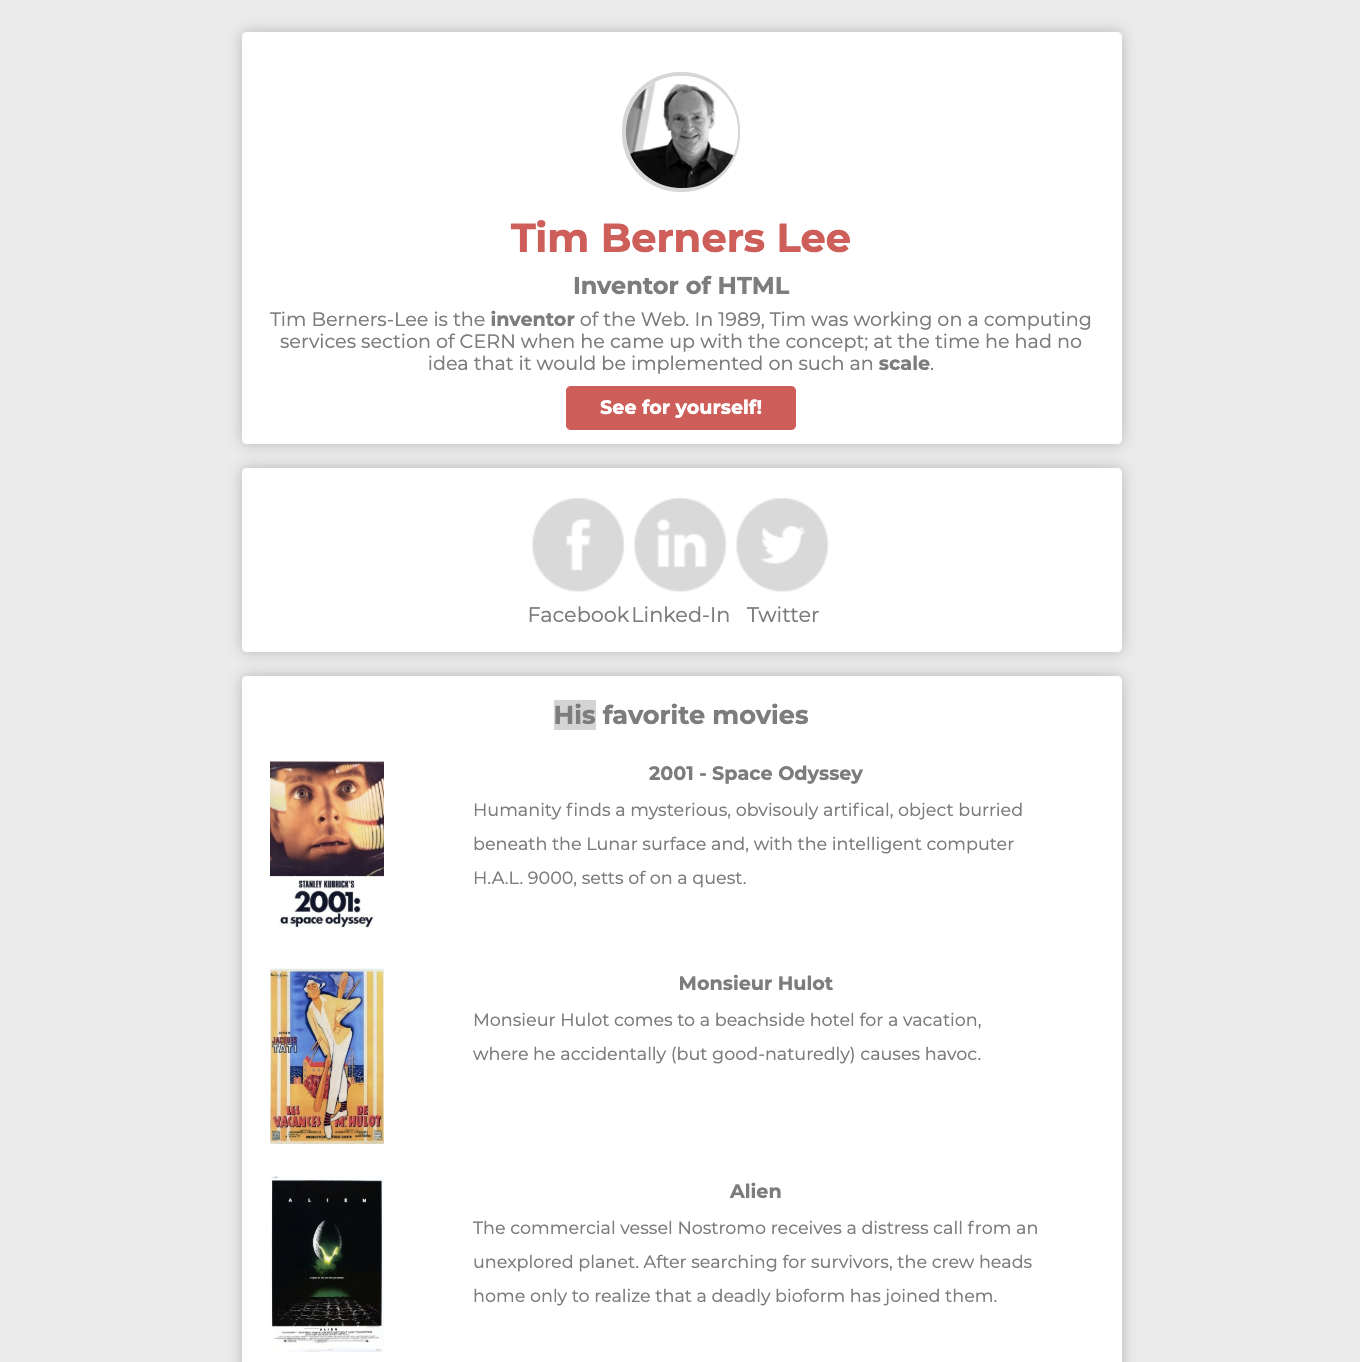 Tim Berners Lee
Inventor of HTML
Tim Berners-Lee is the inventor of the Web. In 1989, Tim was working on a computing
services section of CERN when he came up with the concept; at the time he had no
idea that it would be implemented on such an scale.
See for yourself!
f in
Facebook Linked-In Twitter
His favorite movies
STANLEY KUBRICK'S
2001:
a space odyssey
2001 - Space Odyssey
Humanity finds a mysterious, obvisouly artifical, object burried
beneath the Lunar surface and, with the intelligent computer
H.A.L. 9000, setts of on a quest.
JACQUES
TATI
LES DE
VACANCES Mr HULOT
Monsieur Hulot
Monsieur Hulot comes to a beachside hotel for a vacation,
where he accidentally (but good-naturedly) causes havoc.
ALIEN
ALIEN
Alien
The commercial vessel Nostromo receives a distress call from an
unexplored planet. After searching for survivors, the crew heads
home only to realize that a deadly bioform has joined them.